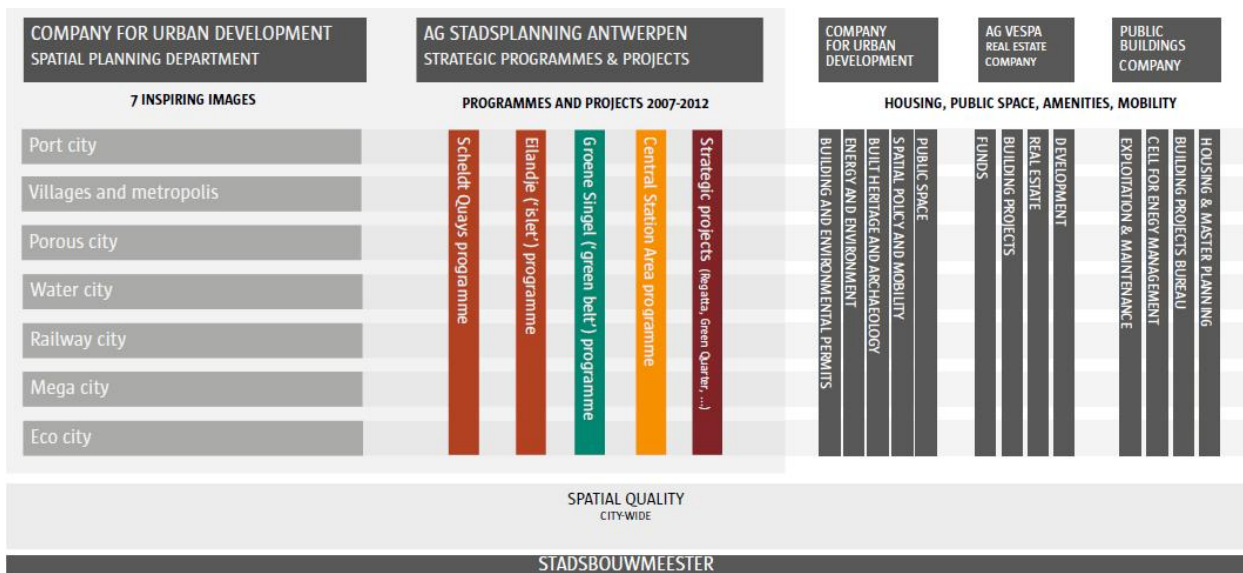 COMPANY FOR URBAN DEVELOPMENT
SPATIAL PLANNING DEPARTMENT
7 INSPIRING IMAGES
Port city
Villages and metropolis
Porous city
Water city
Railway city
Mega city
Eco city
AG STADSPLANNING ANTWERPEN
STRATEGIC PROGRAMMES & PROJECTS
PROGRAMMES AND PROJECTS 2007-2012
Scheldt Quays programme
Eilandje (‘islet’) programme
Groene Singel (‘green belt’) programme
Central Station Area programme
Strategic projects (Regatta, Green Quarter, ...)
COMPANY
FOR URBAN
DEVELOPMENT
AG VESPA
REAL ESTATE
COMPANY
PUBLIC
BUILDINGS
COMPANY
HOUSING, PUBLIC SPACE, AMENITIES, MOBILITY
BUILDING AND ENVIRONMENTAL PERMITS
ENERGY AND ENVIRONMENT
BUILT HERITAGE AND ARCHAEOLOGY
SPATIAL POLICY AND MOBILITY
PUBLIC SPACE
FUNDS
BUILDING PROJECTS
REAL ESTATE
DEVELOPMENT
EXPLOITATION & MAINTENANCE
CELL FOR ENERGY MANAGEMENT
BUILDING PROJECTS BUREAU
HOUSING & MASTER PLANNING
SPATIAL QUALITY
CITY-WIDE
STADSBOUWMEESTER